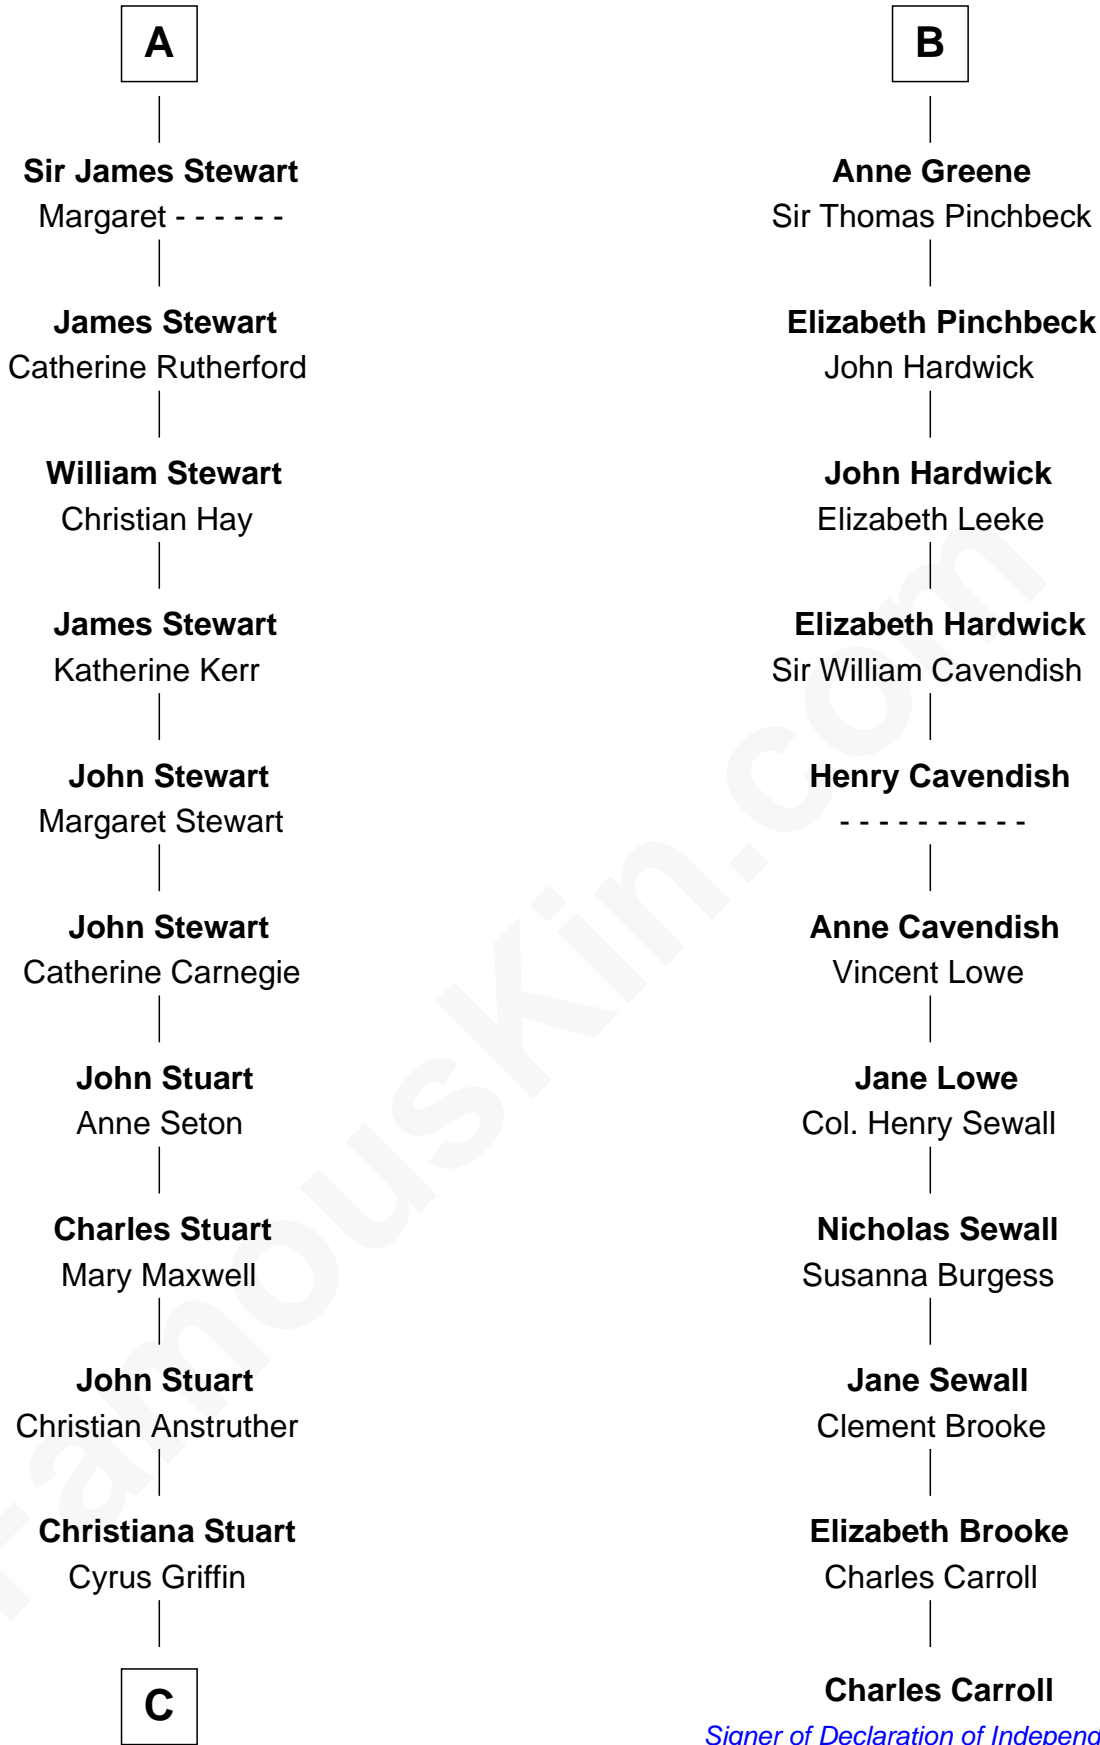 A
Sir James Stewart
Margaret - - - - - -
James Stewart
Catherine Rutherford
William Stewart
Christian Hay
James Stewart
Katherine Kerr
John Stewart
Margaret Stewart
John Stewart
Catherine Carnegie
John Stuart
Anne Seton
Charles Stuart
Mary Maxwell
John Stuart
Christian Anstruther
Christiana Stuart
Cyrus Griffin
C
B
Anne Greene
Sir Thomas Pinchbeck
Elizabeth Pinchbeck
John Hardwick
John Hardwick
Elizabeth Leeke
Elizabeth Hardwick
Sir William Cavendish
Henry Cavendish
- - - - - - - - - -
Anne Cavendish
Vincent Lowe
Jane Lowe
Col. Henry Sewall
Nicholas Sewall
Susanna Burgess
Jane Sewall
Clement Brooke
Elizabeth Brooke
Charles Carroll
Charles Carroll
Signer of Declaration of Independ
FamousKin.com